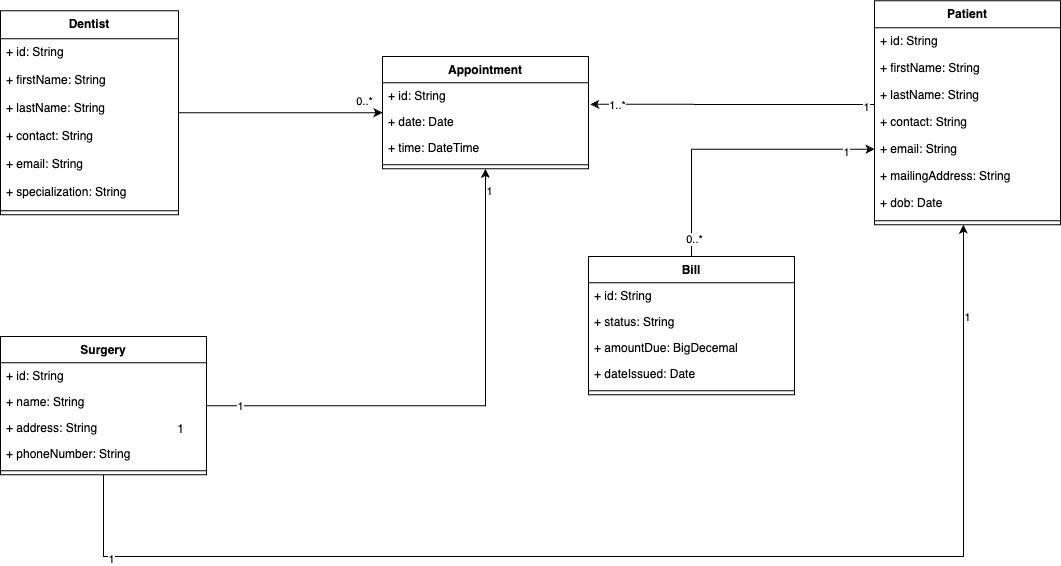 Dentist
+ id: String
+ firstName: String
+ lastName: String
+ contact: String
+ email: String
+ specialization: String
0..*
Appointment
+ id: String
+ date: Date
+ time: DateTime
1..*
1
Patient
+ id: String
+ firstName: String
+ lastName: String
+ contact: String
+ email: String
+ mailingAddress: String
+ dob: Date
1
1
0..*
Bill
+ id: String
+ status: String
+ amountDue: BigDecemal
+ dateIssued: Date
1
Surgery
+ id: String
+ name: String
+ address: String
1
+ phoneNumber: String
1
1